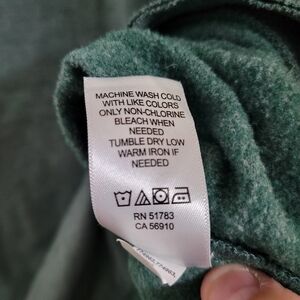 MACHINE WASH COLD
WITH LIKE COLORS
ONLY NON-CHLORINE
BLEACH WHEN
NEEDED
TUMBLE DRY LOW
WARM IRON IF
NEEDED
RN 51783
CA 56910